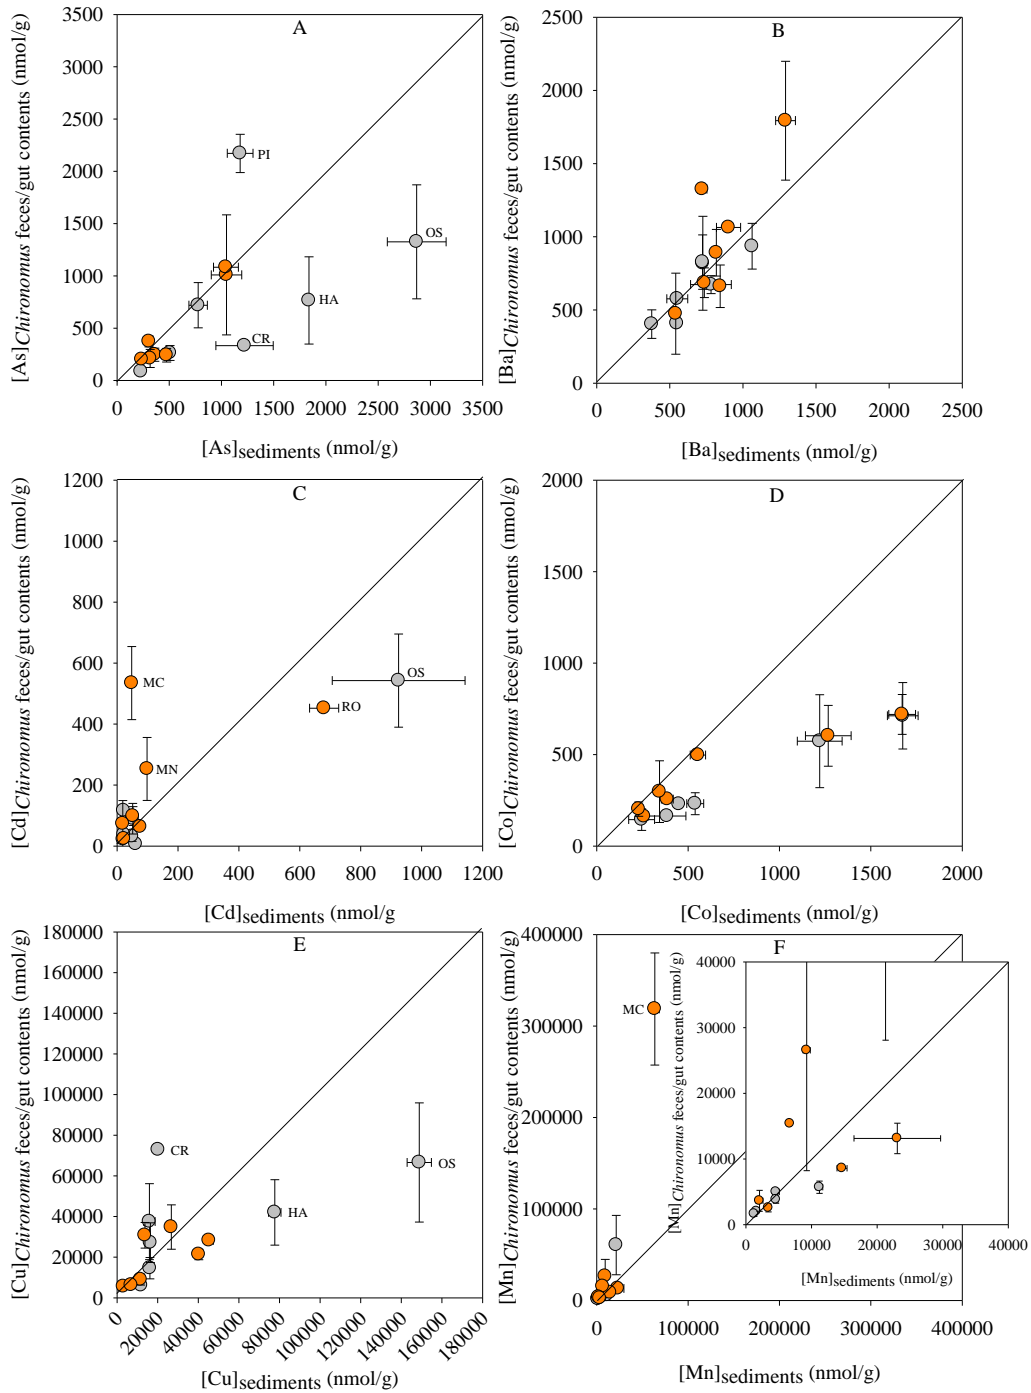 A
[As]Chironomus feces/gut contents (nmol/g)
3500
3000
2500
2000
1500
1000
500
0
PI
OS
HA
CR
0 500 1000 1500 2000 2500 3000 3500
[As]sediments (nmol/g)
B
[Ba]Chironomus feces/gut contents (nmol/g)
2500
2000
1500
1000
500
0
0 500 1000 1500 2000 2500
[Ba]sediments (nmol/g)
C
[Cd]Chironomus feces/gut contents (nmol/g)
1200
1000
800
600
400
200
0
MC
OS
RO
MN
0 200 400 600 800 1000 1200
[Cd]sediments (nmol/g
D
[Co]Chironomus feces/gut contents (nmol/g)
2000
1500
1000
500
0
0 500 1000 1500 2000
[Co]sediments (nmol/g)
E
[Cu]Chironomus feces/gut contents (nmol/g)
180000
160000
140000
120000
100000
80000
60000
40000
20000
0
CR
OS
HA
0 20000 40000 60000 80000 100000 120000 140000 160000 180000
[Cu]sediments (nmol/g)
F
[Mn]Chironomus feces/gut contents (nmol/g)
400000
300000
200000
100000
0
MC
0 100000 200000 300000 400000
[Mn]sediments (nmol/g)
[Mn]Chironomus feces/gut contents (nmol/g)
40000
30000
20000
10000
0
0 10000 20000 30000 40000
[Mn]sediments (nmol/g)